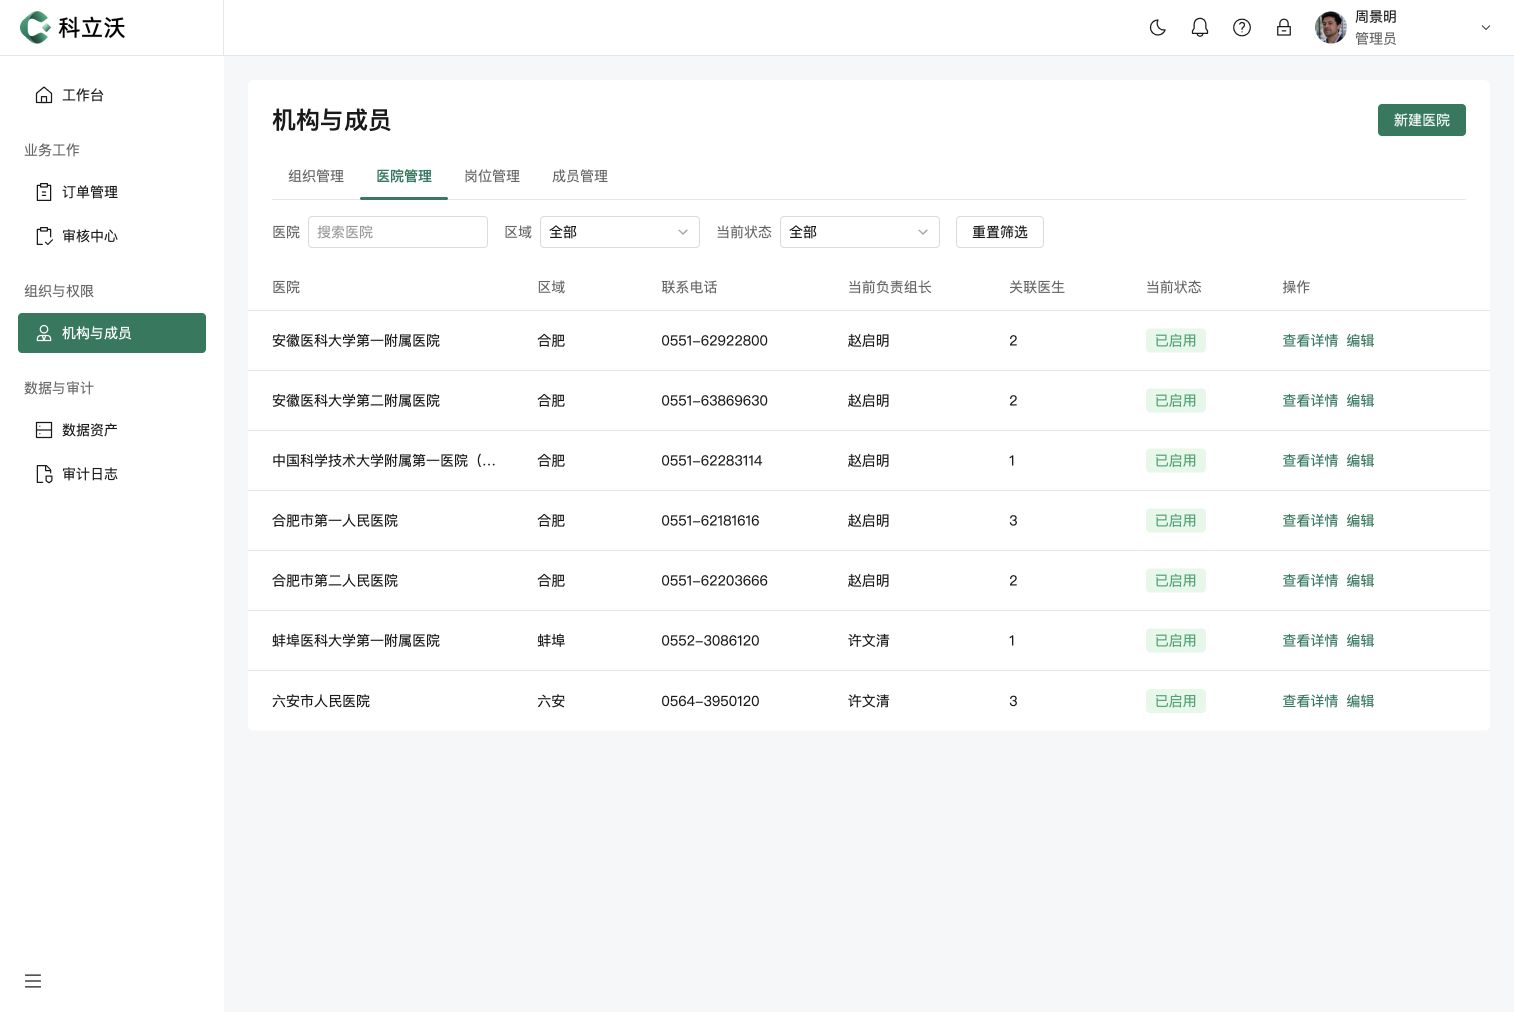 科立沃
周景明
管理员
工作台
业务工作
订单管理
审核中心
组织与权限
机构与成员
数据与审计
数据资产
审计日志
机构与成员
新建医院
组织管理 医院管理 岗位管理 成员管理
医院 搜索医院 区域 全部 当前状态 全部 重置筛选
医院 区域 联系电话 当前负责组长 关联医生 当前状态 操作
安徽医科大学第一附属医院 合肥 0551-62922800 赵启明 2 已启用 查看详情 编辑
安徽医科大学第二附属医院 合肥 0551-63869630 赵启明 2 已启用 查看详情 编辑
中国科学技术大学附属第一医院（... 合肥 0551-62283114 赵启明 1 已启用 查看详情 编辑
合肥市第一人民医院 合肥 0551-62181616 赵启明 3 已启用 查看详情 编辑
合肥市第二人民医院 合肥 0551-62203666 赵启明 2 已启用 查看详情 编辑
蚌埠医科大学第一附属医院 蚌埠 0552-3086120 许文清 1 已启用 查看详情 编辑
六安市人民医院 六安 0564-3950120 许文清 3 已启用 查看详情 编辑